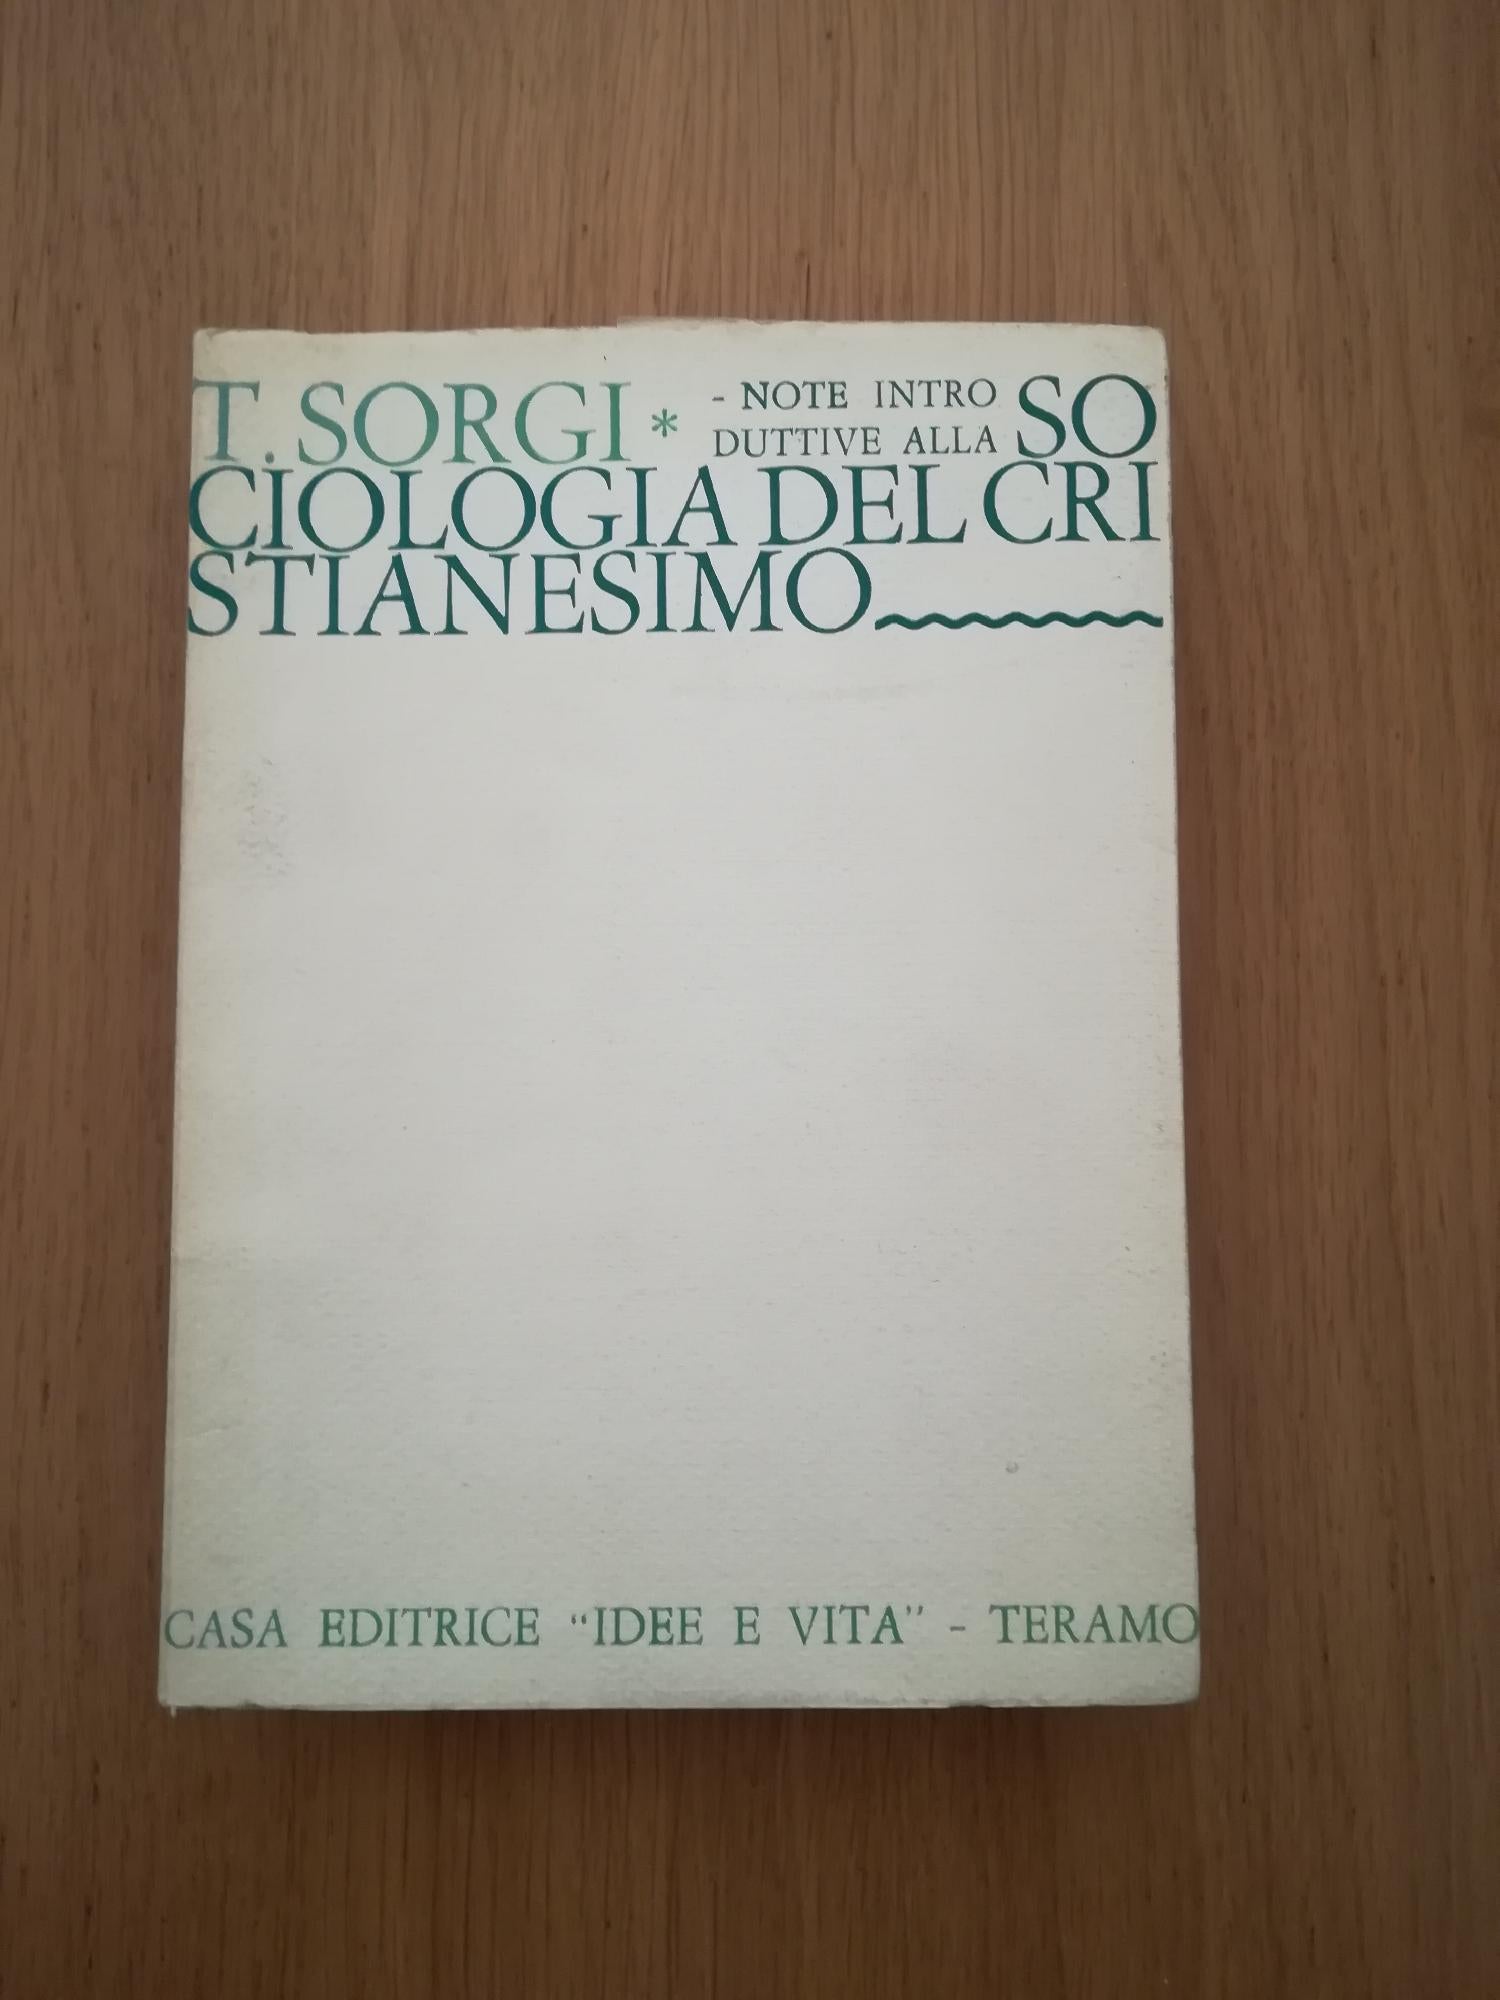 T. SORGI * - NOTE INTRO
DUTTIVE ALLA SO
CIOLOGIA DEL CRI
STIANESIMO
CASA EDITRICE "IDEE E VITA" - TERAMO